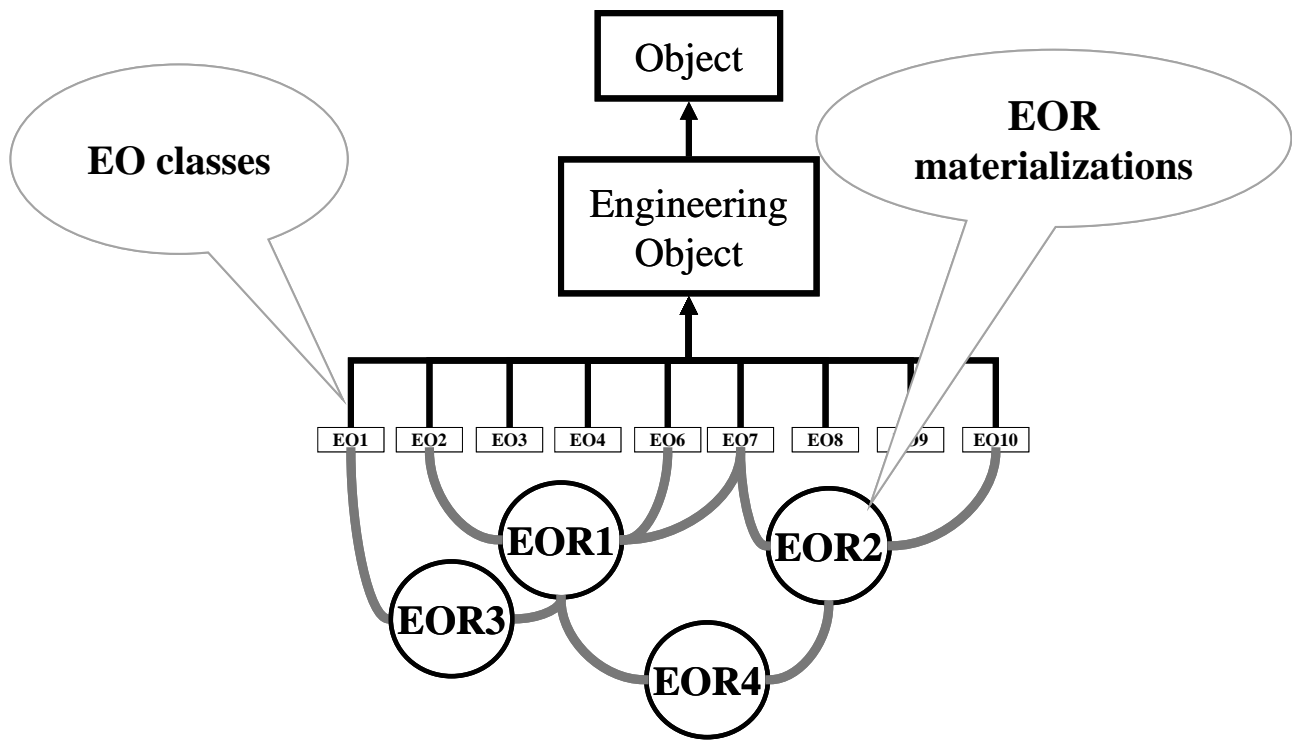 Object
EO classes
EOR
materializations
Engineering
Object
EO1
EO2
EO3
EO4
EO6
EO7
EO8
EO10
EOR1
EOR2
EOR3
EOR4